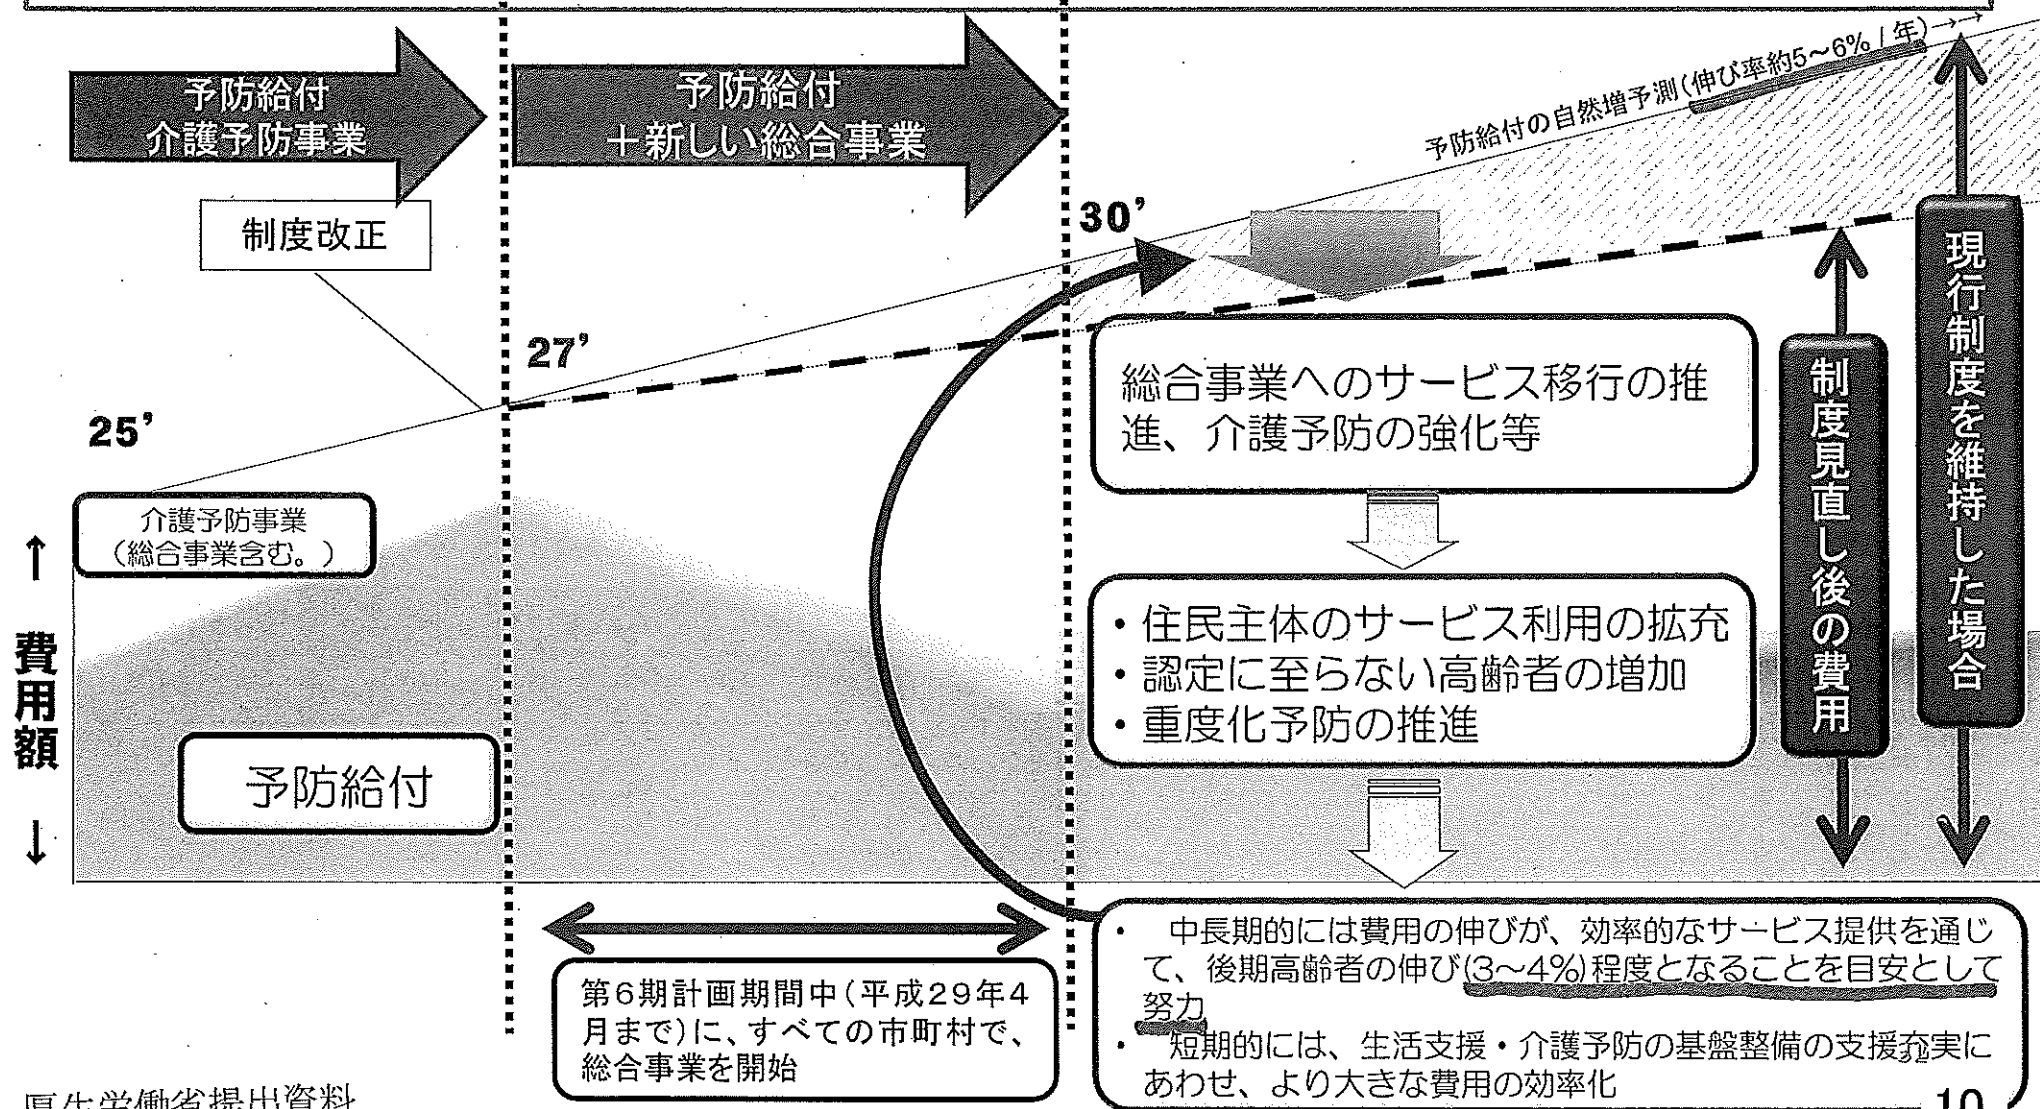 予防給付
介護予防事業
予防給付
＋新しい総合事業
予防給付の自然増予測(伸び率約5～6% / 年)→→
制度改正
30’
27’
25’
総合事業へのサービス移行の推
進、介護予防の強化等
制度見直し後の費用
現行制度を維持した場合
介護予防事業
（総合事業含む。）
↑
費用額
↓
・住民主体のサービス利用の拡充
・認定に至らない高齢者の増加
・重度化予防の推進
予防給付
第6期計画期間中(平成29年4
月まで)に、すべての市町村で、
総合事業を開始
・　中長期的には費用の伸びが、効率的なサービス提供を通じ
て、後期高齢者の伸び(3～4%)程度となることを目安として
努力
・　短期的には、生活支援・介護予防の基盤整備の支援充実に
あわせ、より大きな費用の効率化
厚生労働省提出資料
10